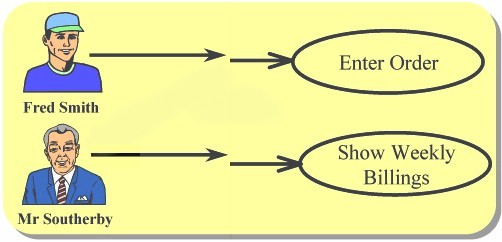 Enter Order
Fred Smith
Show Weekly
Billings
Mr Southerby